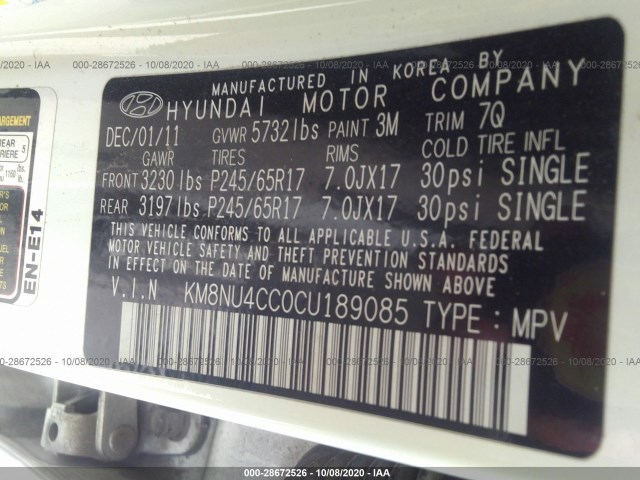 000-28672526 - 10/08/2020 - IAA
MANUFACTURED IN KOREA BY
HYUNDAI MOTOR COMPANY
DEC/01/11 GVWR 5732lbs PAINT 3M TRIM 7Q
GAWR TIRES RIMS COLD TIRE INFL
FRONT 3230lbs P245/65R17 7.0JX17 30psi SINGLE
REAR 3197lbs P245/65R17 7.0JX17 30psi SINGLE
THIS VEHICLE CONFORMS TO ALL APPLICABLE U.S.A. FEDERAL
MOTOR VEHICLE SAFETY AND THEFT PREVENTION STANDARDS
IN EFFECT ON THE DATE OF MANUFACTURE SHOWN ABOVE
V.I.N KM8NU4CC0CU189085 TYPE : MPV
REAR 5
EN-E14
000-28672526 - 10/08/2020 - IAA